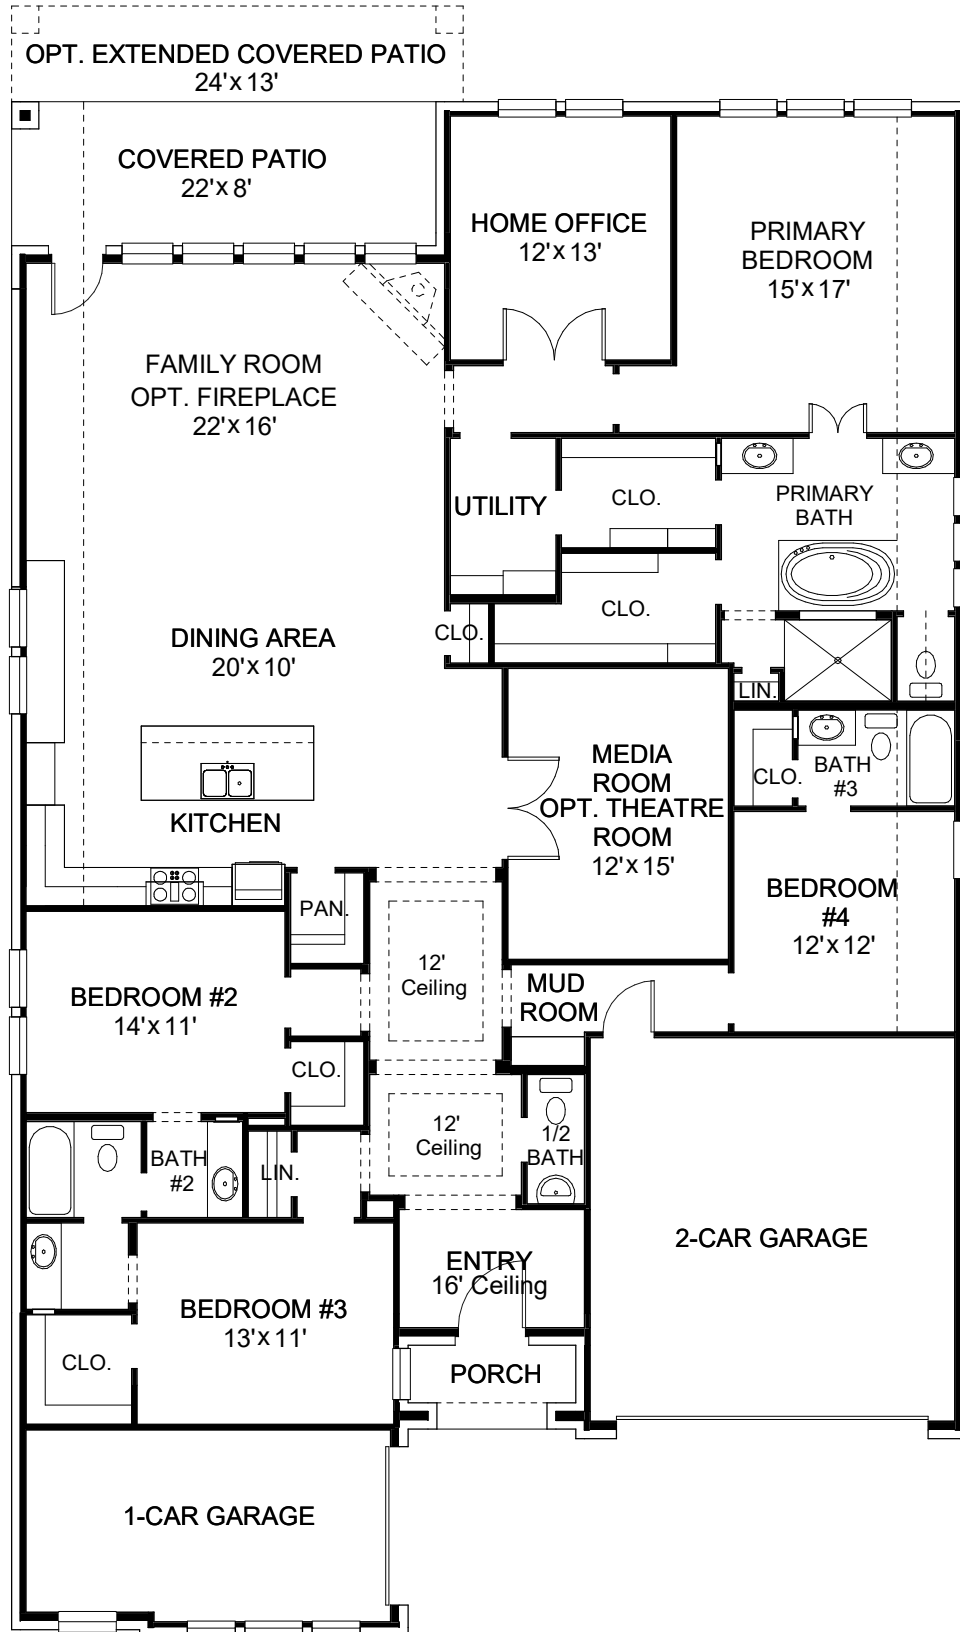 OPT. EXTENDED COVERED PATIO
24'x 13'
COVERED PATIO
22'x 8'
HOME OFFICE
12'x 13'
PRIMARY
BEDROOM
15'x 17'
FAMILY ROOM
OPT. FIREPLACE
22'x 16'
UTILITY
CLO.
PRIMARY
BATH
CLO.
CLO.
DINING AREA
20'x 10'
LIN.
MEDIA
ROOM
OPT. THEATRE
ROOM
12'x 15'
CLO.
BATH
#3
KITCHEN
PAN.
BEDROOM
#4
12'x 12'
12'
Ceiling
MUD
ROOM
BEDROOM #2
14'x 11'
CLO.
12'
Ceiling
1/2
BATH
BATH
#2
LIN.
2-CAR GARAGE
ENTRY
16' Ceiling
BEDROOM #3
13'x 11'
CLO.
PORCH
1-CAR GARAGE